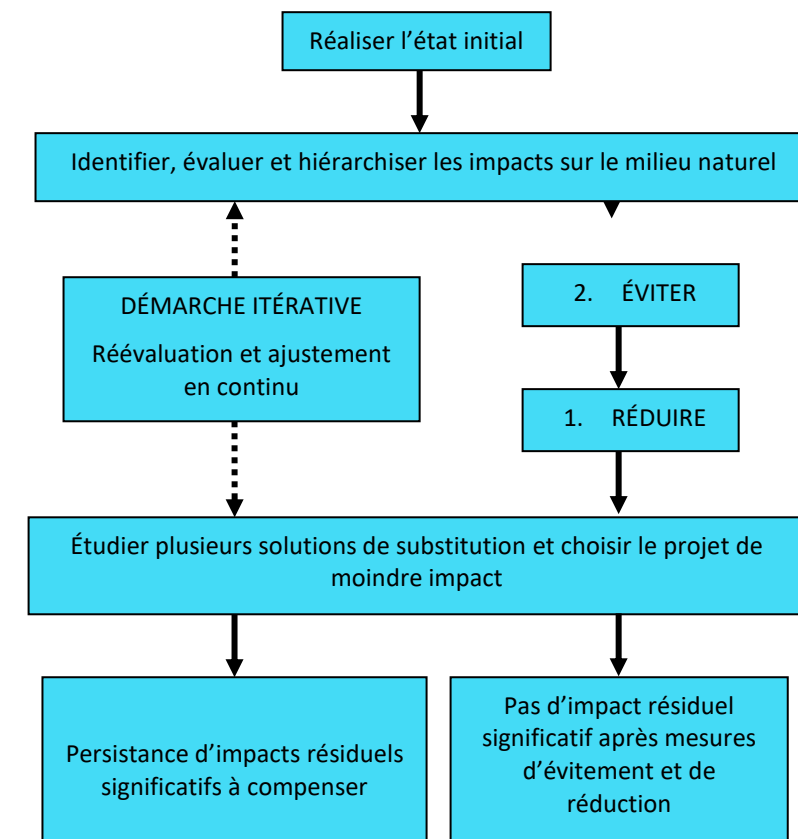 Réaliser l’état initial
Identifier, évaluer et hiérarchiser les impacts sur le milieu naturel
DÉMARCHE ITÉRATIVE
Réévaluation et ajustement
en continu
2. ÉVITER
1. RÉDUIRE
Étudier plusieurs solutions de substitution et choisir le projet de
moindre impact
Persistance d’impacts résiduels
significatifs à compenser
Pas d’impact résiduel
significatif après mesures
d’évitement et de
réduction